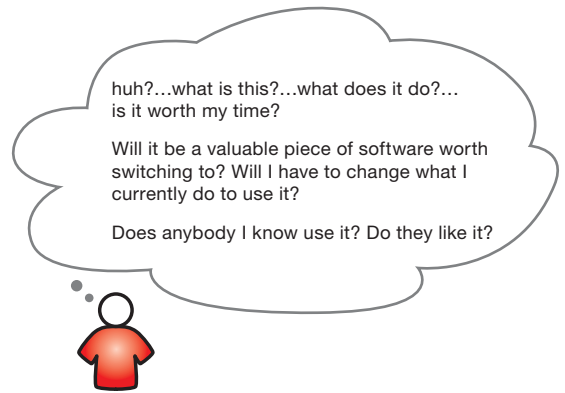 huh?...what is this?...what does it do?...
is it worth my time?
Will it be a valuable piece of software worth
switching to? Will I have to change what I
currently do to use it?
Does anybody I know use it? Do they like it?